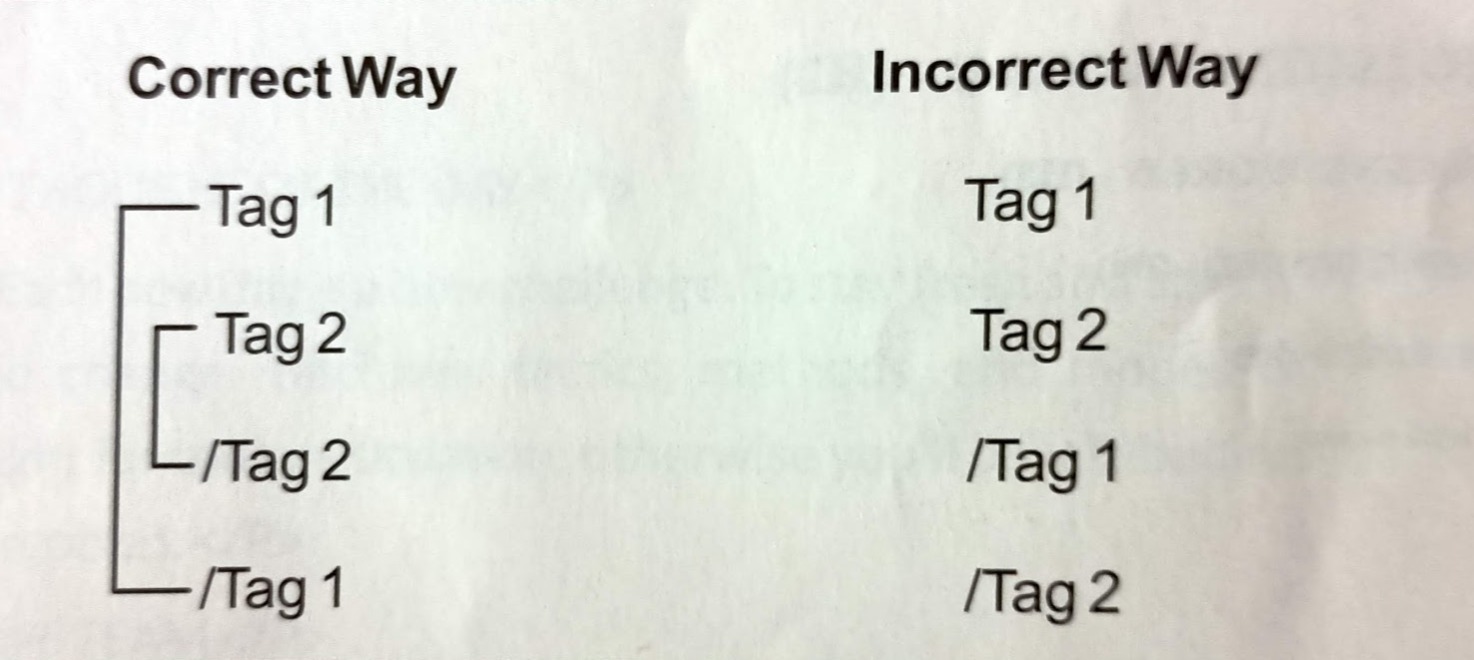 Correct Way
Tag 1
Tag 2
/Tag 2
/Tag 1
Incorrect Way
Tag 1
Tag 2
/Tag 1
/Tag 2